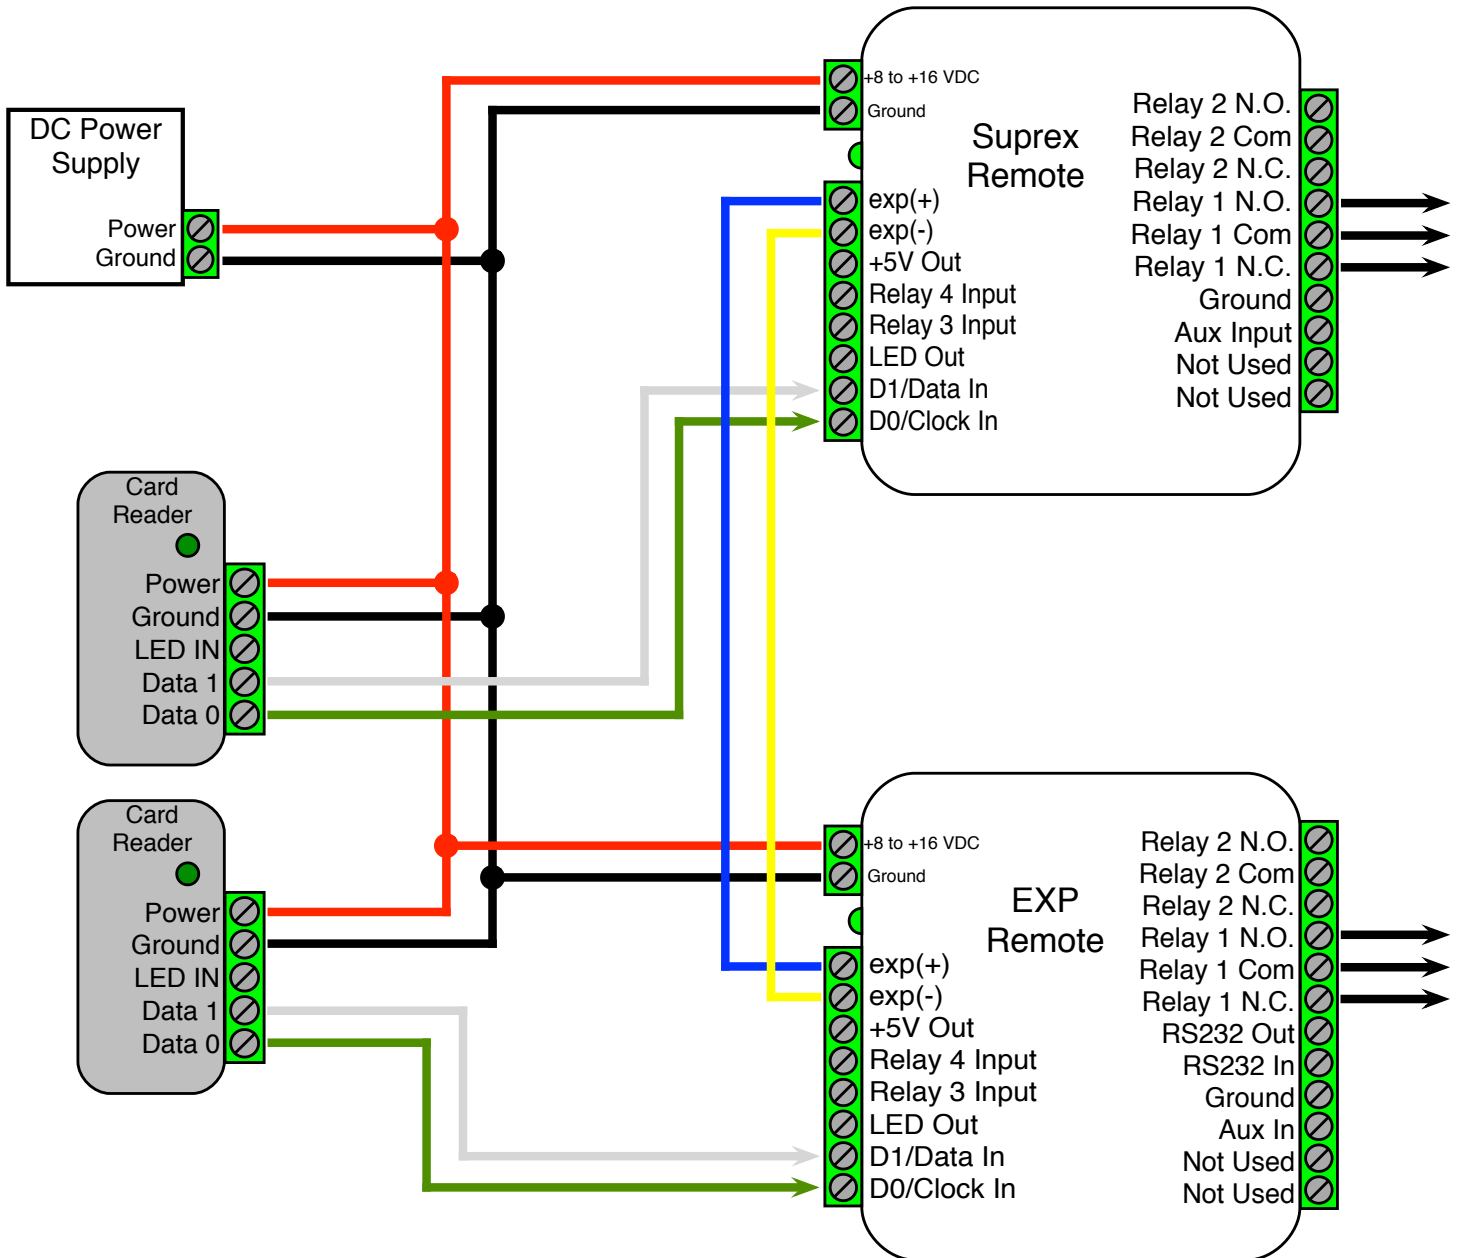 DC Power
Supply
Power
Ground
Card
Reader
Power
Ground
LED IN
Data 1
Data 0
Card
Reader
Power
Ground
LED IN
Data 1
Data 0
+8 to +16 VDC
Ground
Suprex
Remote
exp(+)
exp(-)
+5V Out
Relay 4 Input
Relay 3 Input
LED Out
D1/Data In
D0/Clock In
Relay 2 N.O.
Relay 2 Com
Relay 2 N.C.
Relay 1 N.O.
Relay 1 Com
Relay 1 N.C.
Ground
Aux Input
Not Used
Not Used
+8 to +16 VDC
Ground
EXP
Remote
exp(+)
exp(-)
+5V Out
Relay 4 Input
Relay 3 Input
LED Out
D1/Data In
D0/Clock In
Relay 2 N.O.
Relay 2 Com
Relay 2 N.C.
Relay 1 N.O.
Relay 1 Com
Relay 1 N.C.
RS232 Out
RS232 In
Ground
Aux In
Not Used
Not Used